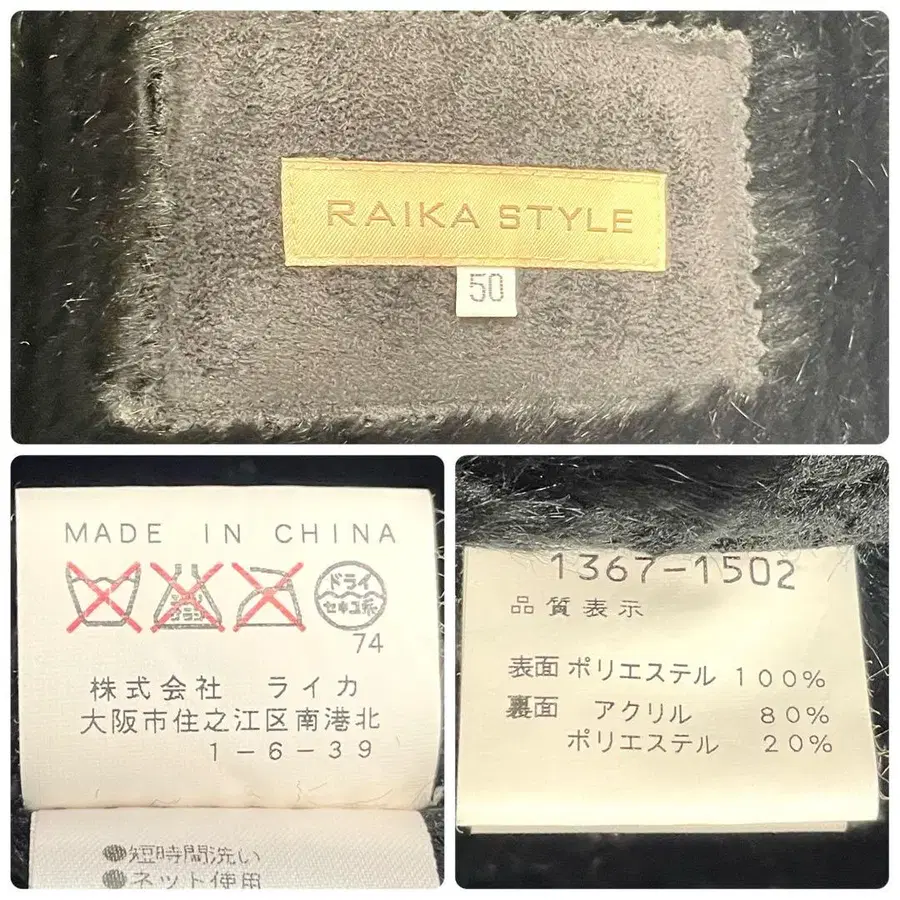 RAIKA STYLE
50
MADE IN CHINA
ドライ
セキユ系
74
株式会社 ライカ
大阪市住之江区南港北
1-6-39
●短時間洗い
●ネット使用
1367-1502
品質表示
表面 ポリエステル 100%
裏面 アクリル 80%
ポリエステル 20%